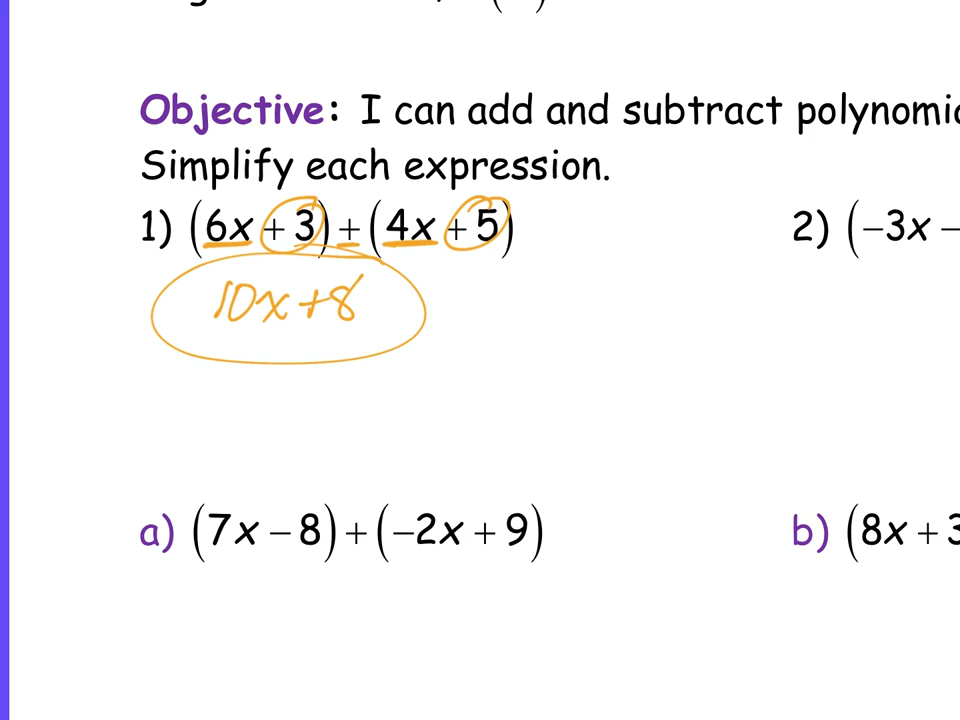 Objective: I can add and subtract
Simplify each expression.
1) (6x + 3) + (4x + 5)
2) (−3x −
10x+8
a) (7x − 8) + (−2x + 9)
b) (8x + 3